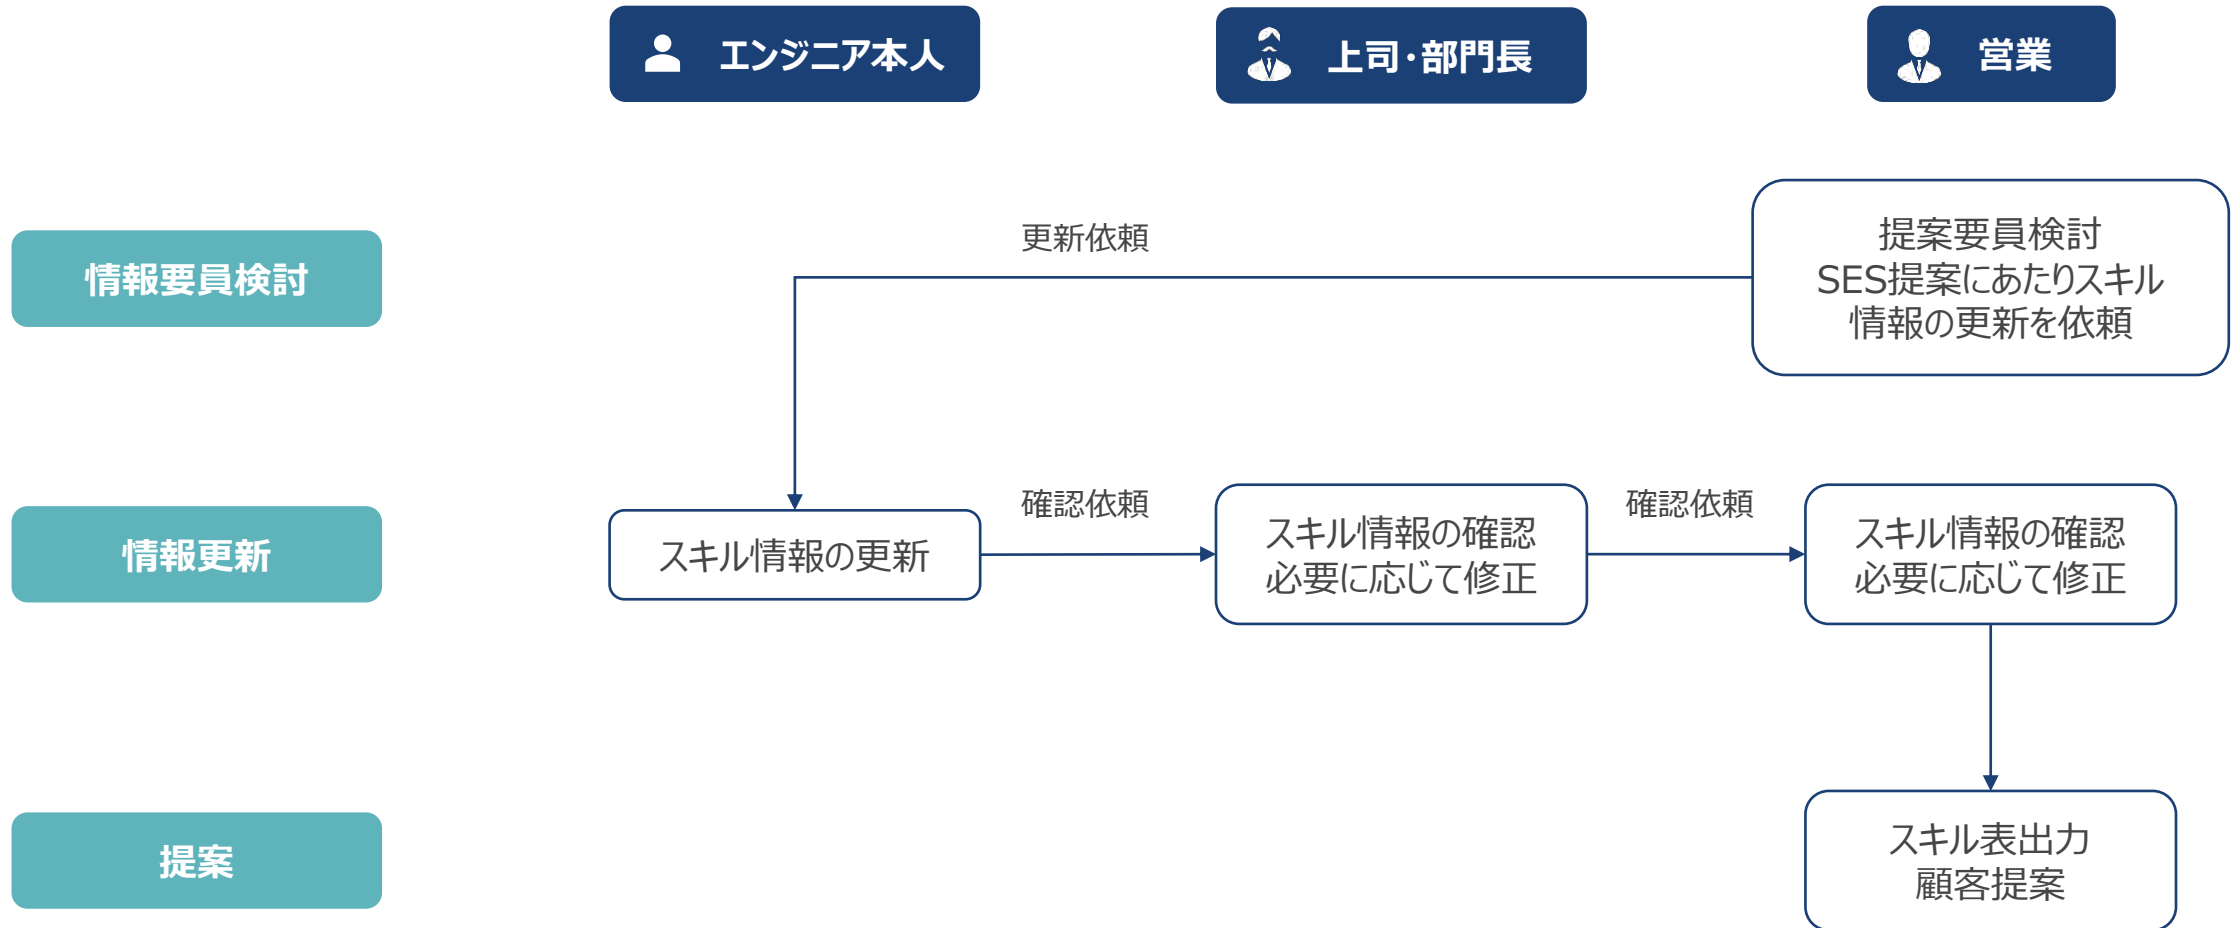 エンジニア本人
上司・部門長
営業
情報要員検討
更新依頼
提案要員検討
SES提案にあたりスキル
情報の更新を依頼
情報更新
スキル情報の更新
確認依頼
スキル情報の確認
必要に応じて修正
確認依頼
スキル情報の確認
必要に応じて修正
提案
スキル表出力
顧客提案